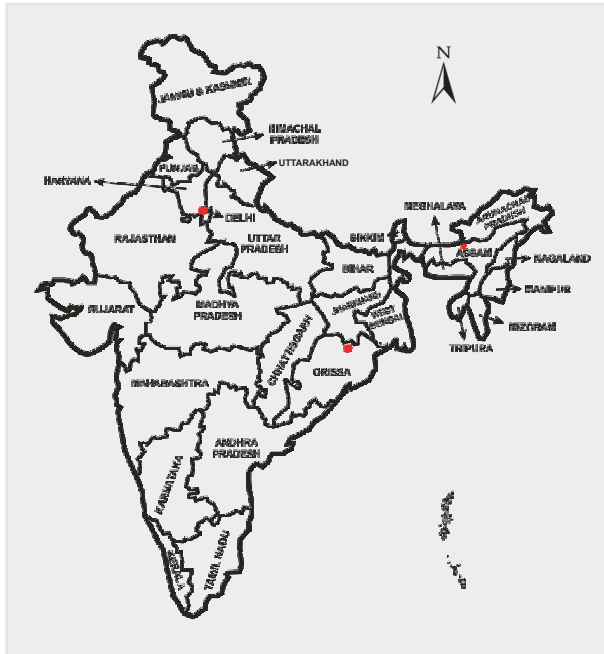 N
JAMMU & KASHMIR
HIMACHAL
PRADESH
PUNJAB
UTTARAKHAND
HARYANA
DELHI
RAJASTHAN
UTTAR
PRADESH
MEGHALAYA
ARUNACHAL
PRADESH
SIKKIM
ASSAM
BIHAR
NAGALAND
MANIPUR
GUJARAT
MADHYA
PRADESH
JHARKHAND
WEST
BENGAL
MIZORAM
TRIPURA
CHHATTISGARH
ORISSA
MAHARASHTRA
ANDHRA
PRADESH
KARNATAKA
TAMIL NADU
KERALA